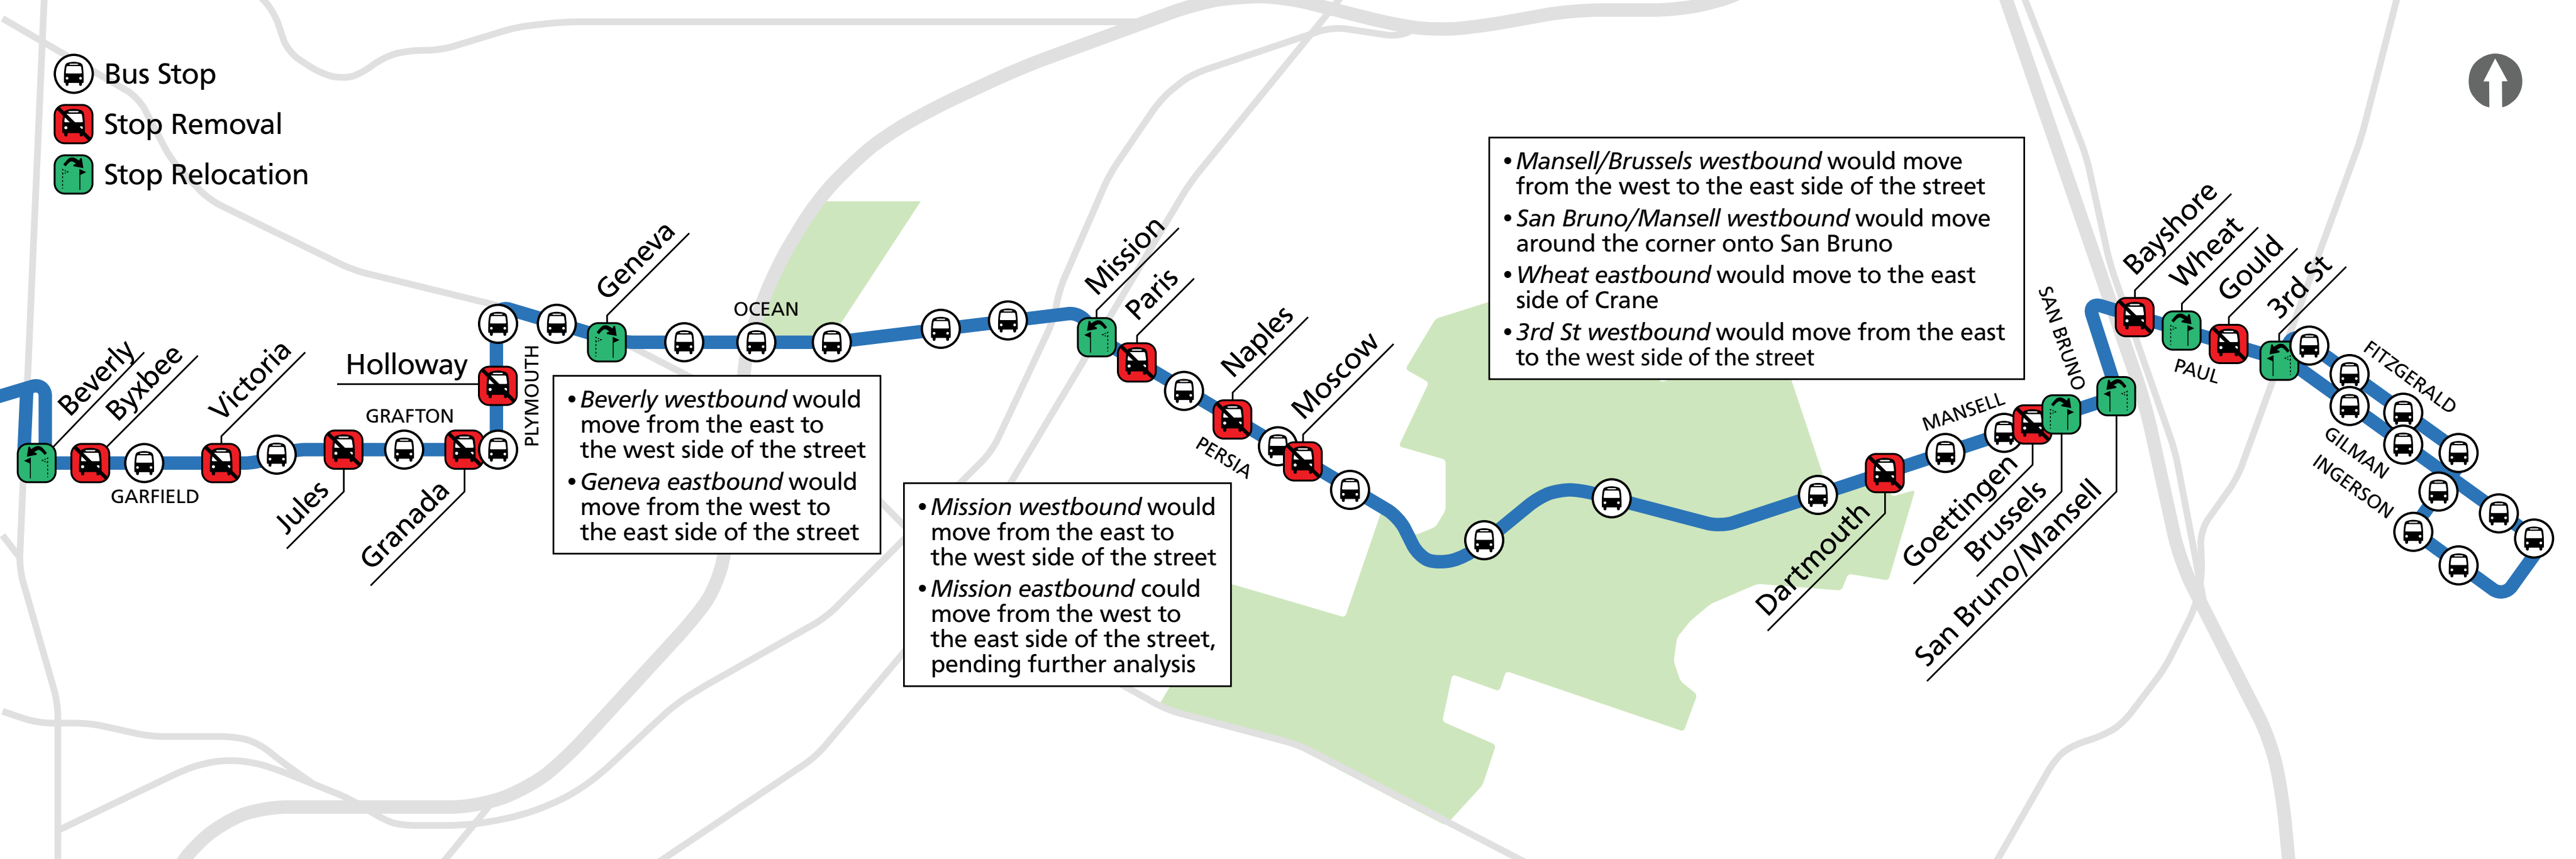 Bus Stop
Stop Removal
Stop Relocation
Beverly
Byxbee
Victoria
GARFIELD
Jules
GRAFTON
Granada
Holloway
PLYMOUTH
Geneva
OCEAN
• Beverly westbound would
move from the east to
the west side of the street
• Geneva eastbound would
move from the west to
the east side of the street
Mission
Paris
Naples
Moscow
PERSIA
• Mission westbound would
move from the east to
the west side of the street
• Mission eastbound could
move from the west to
the east side of the street,
pending further analysis
• Mansell/Brussels westbound would move
from the west to the east side of the street
• San Bruno/Mansell westbound would move
around the corner onto San Bruno
• Wheat eastbound would move to the east
side of Crane
• 3rd St westbound would move from the east
to the west side of the street
Dartmouth
MANSELL
Goettingen
Brussels
San Bruno/Mansell
SAN BRUNO
Bayshore
Wheat
Gould
3rd St
PAUL
FITZGERALD
GILMAN
INGERSON